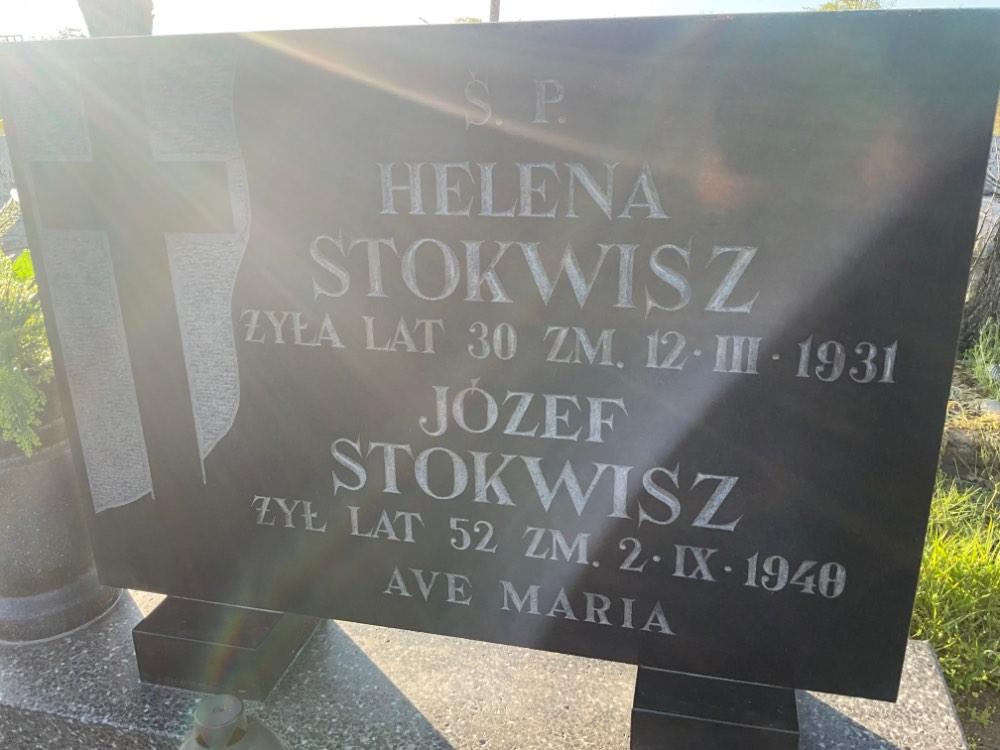 Ś. P.
HELENA
STOKWISZ
ŻYŁA LAT 30 ZM. 12·III·1931
JÓZEF
STOKWISZ
ŻYŁ LAT 52 ZM. 2·IX·1940
AVE MARIA